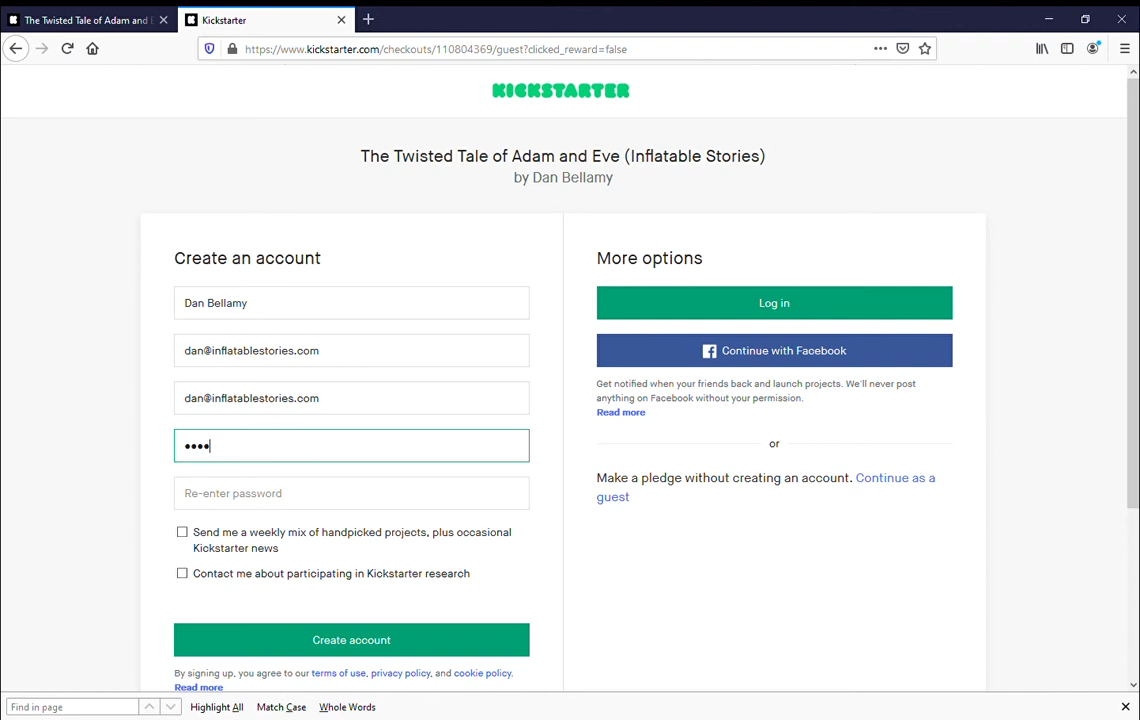 The Twisted Tale of Adam and E
Kickstarter
https://www.kickstarter.com/checkouts/110804369/guest?clicked_reward=false
KICKSTARTER
The Twisted Tale of Adam and Eve (Inflatable Stories)
by Dan Bellamy
Create an account
Dan Bellamy
dan@inflatablestories.com
dan@inflatablestories.com
••••
Re-enter password
Send me a weekly mix of handpicked projects, plus occasional
Kickstarter news
Contact me about participating in Kickstarter research
Create account
By signing up, you agree to our terms of use, privacy policy, and cookie policy.
Read more
More options
Log in
Continue with Facebook
Get notified when your friends back and launch projects. We'll never post
anything on Facebook without your permission.
Read more
or
Make a pledge without creating an account. Continue as a
guest
Find in page
Highlight All
Match Case
Whole Words